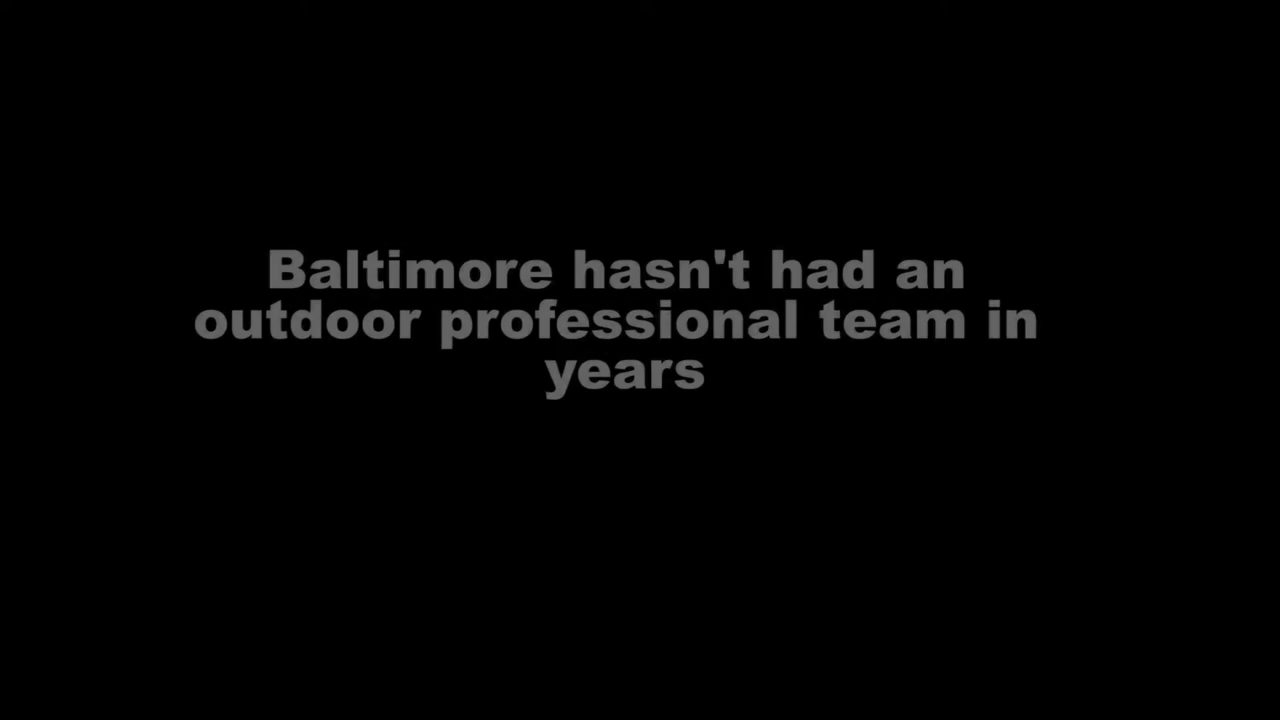 Baltimore hasn't had an
outdoor professional team in
years